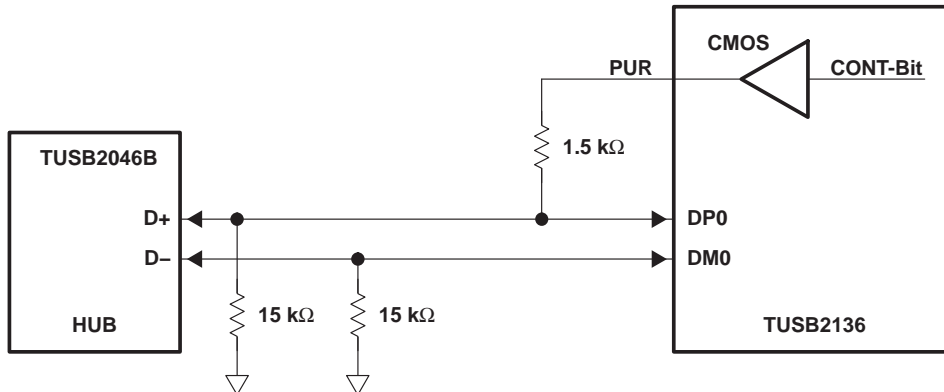 CMOS
PUR
CONT-Bit
1.5 kΩ
TUSB2046B
D+
DP0
D−
DM0
15 kΩ
15 kΩ
HUB
TUSB2136